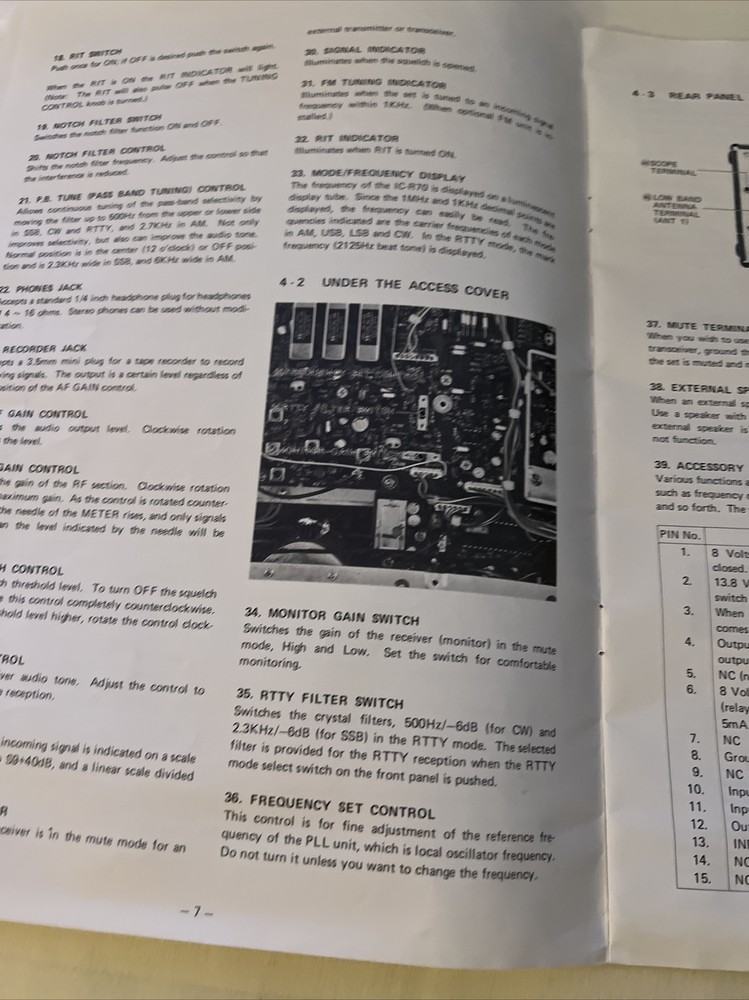 18. RIT SWITCH
Push once for ON; if OFF is desired push the switch again.
When the RIT is ON the RIT INDICATOR will light.
(Note: The RIT will also pulse OFF when the TUNING
CONTROL knob is turned.)
19. NOTCH FILTER SWITCH
Switches the notch filter function ON and OFF.
20. NOTCH FILTER CONTROL
Shifts the notch filter frequency. Adjust the control so that
the interference is reduced.
21. P.B. TUNE (PASS BAND TUNING) CONTROL
Allows continuous tuning of the pass-band selectivity by
moving the filter up to 500Hz from the upper or lower side
in SSB, CW and RTTY, and 2.7KHz in AM. Not only
improves selectivity, but also can improve the audio tone.
Normal position is in the center (12 o'clock) or OFF posi-
tion and is 2.3KHz wide in SSB, and 6KHz wide in AM.
22. PHONES JACK
Accepts a standard 1/4 inch headphone plug for headphones
4 ~ 16 ohms. Stereo phones can be used without modi-
ation.
RECORDER JACK
pts a 3.5mm mini plug for a tape recorder to record
ving signals. The output is a certain level regardless of
osition of the AF GAIN control.
F GAIN CONTROL
s the audio output level. Clockwise rotation
the level.
GAIN CONTROL
he gain of the RF section. Clockwise rotation
aximum gain. As the control is rotated counter-
he needle of the METER rises, and only signals
an the level indicated by the needle will be
H CONTROL
h threshold level. To turn OFF the squelch
e this control completely counterclockwise.
hold level higher, rotate the control clock-
ROL
iver audio tone. Adjust the control to
e reception.
incoming signal is indicated on a scale
S9+40dB, and a linear scale divided
R
ceiver is in the mute mode for an
external transmitter or transceiver.
30. SIGNAL INDICATOR
Illuminates when the squelch is opened.
31. FM TUNING INDICATOR
Illuminates when the set is tuned to an incoming signal
frequency within 1KHz. (When optional FM unit is in-
stalled.)
32. RIT INDICATOR
Illuminates when RIT is turned ON.
33. MODE/FREQUENCY DISPLAY
The frequency of the IC-R70 is displayed on a luminescent
display tube. Since the 1MHz and 1KHz decimal points are
displayed, the frequency can easily be read. The fre-
quencies indicated are the carrier frequencies of each mode
in AM, USB, LSB and CW. In the RTTY mode, the mark
frequency (2125Hz beat tone) is displayed.
4-2 UNDER THE ACCESS COVER
RTTY FILTER SWITCH
34. MONITOR GAIN SWITCH
Switches the gain of the receiver (monitor) in the mute
mode, High and Low. Set the switch for comfortable
monitoring.
35. RTTY FILTER SWITCH
Switches the crystal filters, 500Hz/–6dB (for CW) and
2.3KHz/–6dB (for SSB) in the RTTY mode. The selected
filter is provided for the RTTY reception when the RTTY
mode select switch on the front panel is pushed.
36. FREQUENCY SET CONTROL
This control is for fine adjustment of the reference fre-
quency of the PLL unit, which is local oscillator frequency.
Do not turn it unless you want to change the frequency.
– 7 –
4-3 REAR PANEL
SCOPE
TERMINAL
LOW BAND
ANTENNA
TERMINAL
(ANT 1)
37. MUTE TERMINA
When you wish to use
transceiver, ground th
the set is muted and m
38. EXTERNAL SP
When an external sp
Use a speaker with
external speaker is
not function.
39. ACCESSORY
Various functions a
such as frequency
and so forth. The
PIN No.
1. 8 Volts
closed.
2. 13.8 V
switch
3. When
comes
4. Outpu
outpu
5. NC (n
6. 8 Vol
(relay
5mA
7. NC
8. Grou
9. NC
10. Inpu
11. Inp
12. Ou
13. INI
14. NC
15. NC